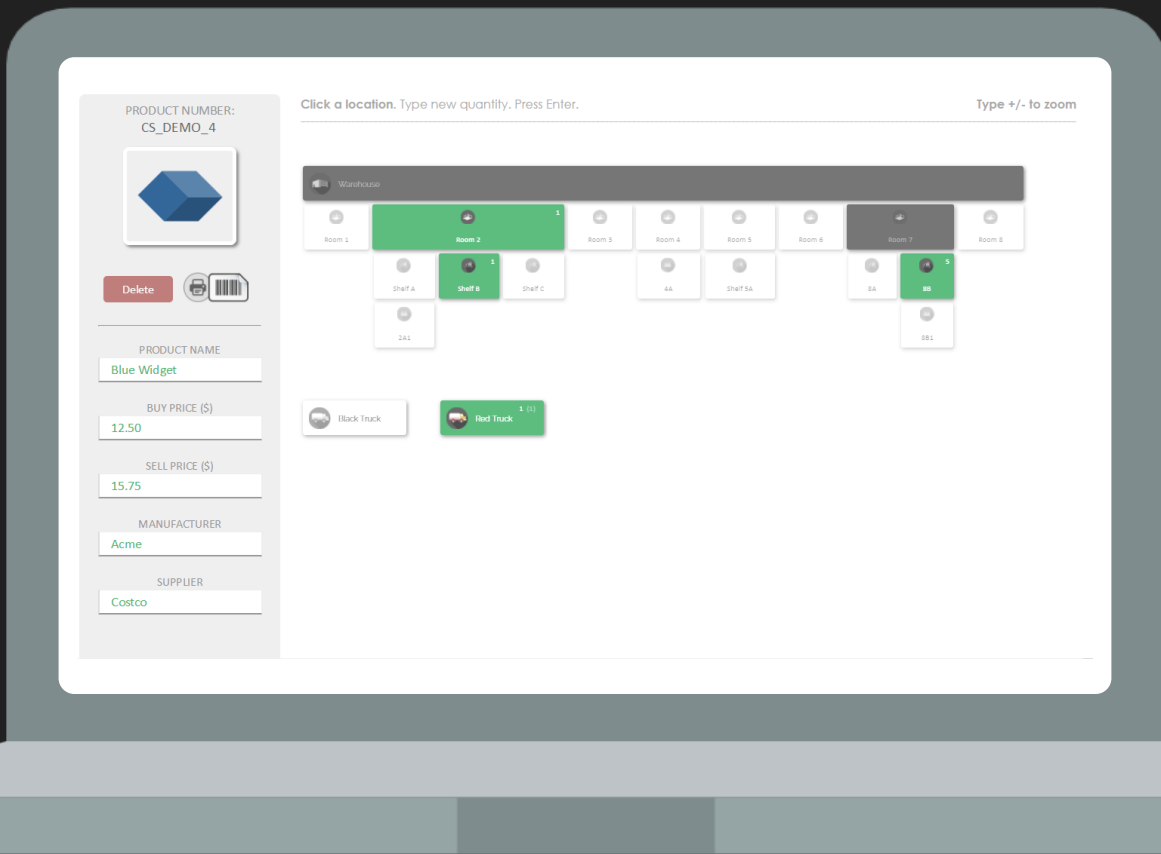 PRODUCT NUMBER:
CS_DEMO_4
Delete
PRODUCT NAME
Blue Widget
BUY PRICE ($)
12.50
SELL PRICE ($)
15.75
MANUFACTURER
Acme
SUPPLIER
Costco
Click a location. Type new quantity. Press Enter.
Type +/- to zoom
Warehouse
Room 1
Room 2
1
Room 3
Room 4
Room 5
Room 6
Room 7
Room 8
Shelf A
Shelf B
1
Shelf C
4A
Shelf 5A
8A
8B
5
2A1
8B1
Black Truck
Red Truck
1 (1)